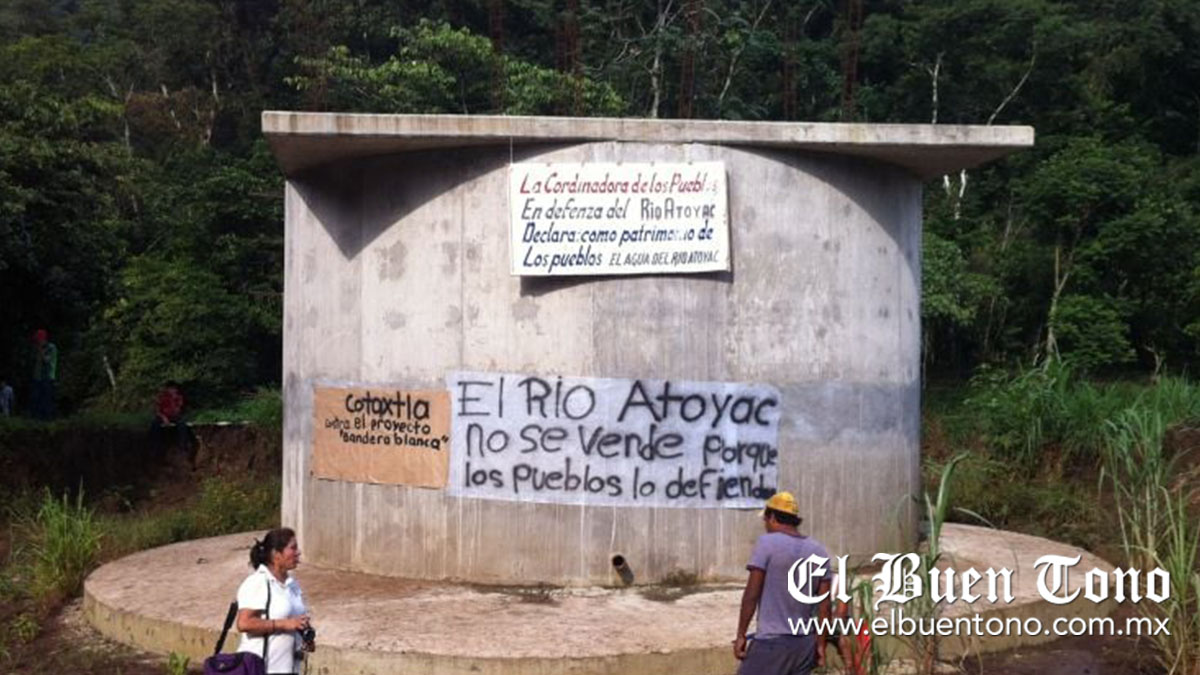 La Cordinadora de los Pueblos
En defenza del Rio Atoyac
Declara: como patrimonio de
Los pueblos EL AGUA DEL RIO ATOYAC
Cotaxtla
contra el proyecto
"Bandera blanca"
El Rio Atoyac
no se vende porque
los pueblos lo defienden
El Buen Tono
www.elbuentono.com.mx